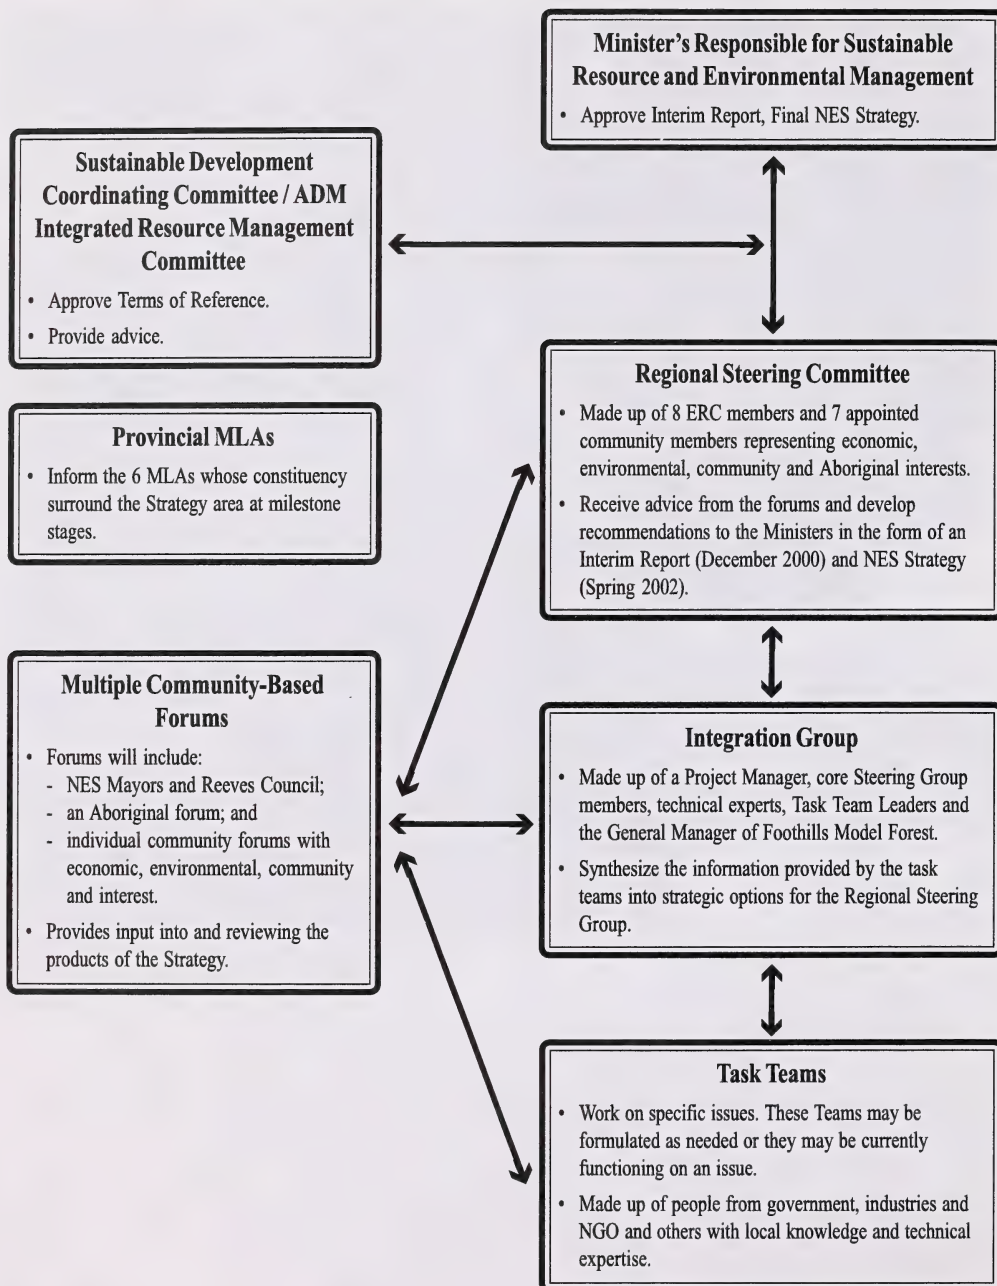 Minister's Responsible for Sustainable
Resource and Environmental Management
• Approve Interim Report, Final NES Strategy.
Sustainable Development
Coordinating Committee / ADM
Integrated Resource Management
Committee
• Approve Terms of Reference.
• Provide advice.
Regional Steering Committee
• Made up of 8 ERC members and 7 appointed
community members representing economic,
environmental, community and Aboriginal interests.
• Receive advice from the forums and develop
recommendations to the Ministers in the form of an
Interim Report (December 2000) and NES Strategy
(Spring 2002).
Provincial MLAs
• Inform the 6 MLAs whose constituency
surround the Strategy area at milestone
stages.
Multiple Community-Based
Forums
• Forums will include:
- NES Mayors and Reeves Council;
- an Aboriginal forum; and
- individual community forums with
economic, environmental, community
and interest.
• Provides input into and reviewing the
products of the Strategy.
Integration Group
• Made up of a Project Manager, core Steering Group
members, technical experts, Task Team Leaders and
the General Manager of Foothills Model Forest.
• Synthesize the information provided by the task
teams into strategic options for the Regional Steering
Group.
Task Teams
• Work on specific issues. These Teams may be
formulated as needed or they may be currently
functioning on an issue.
• Made up of people from government, industries and
NGO and others with local knowledge and technical
expertise.